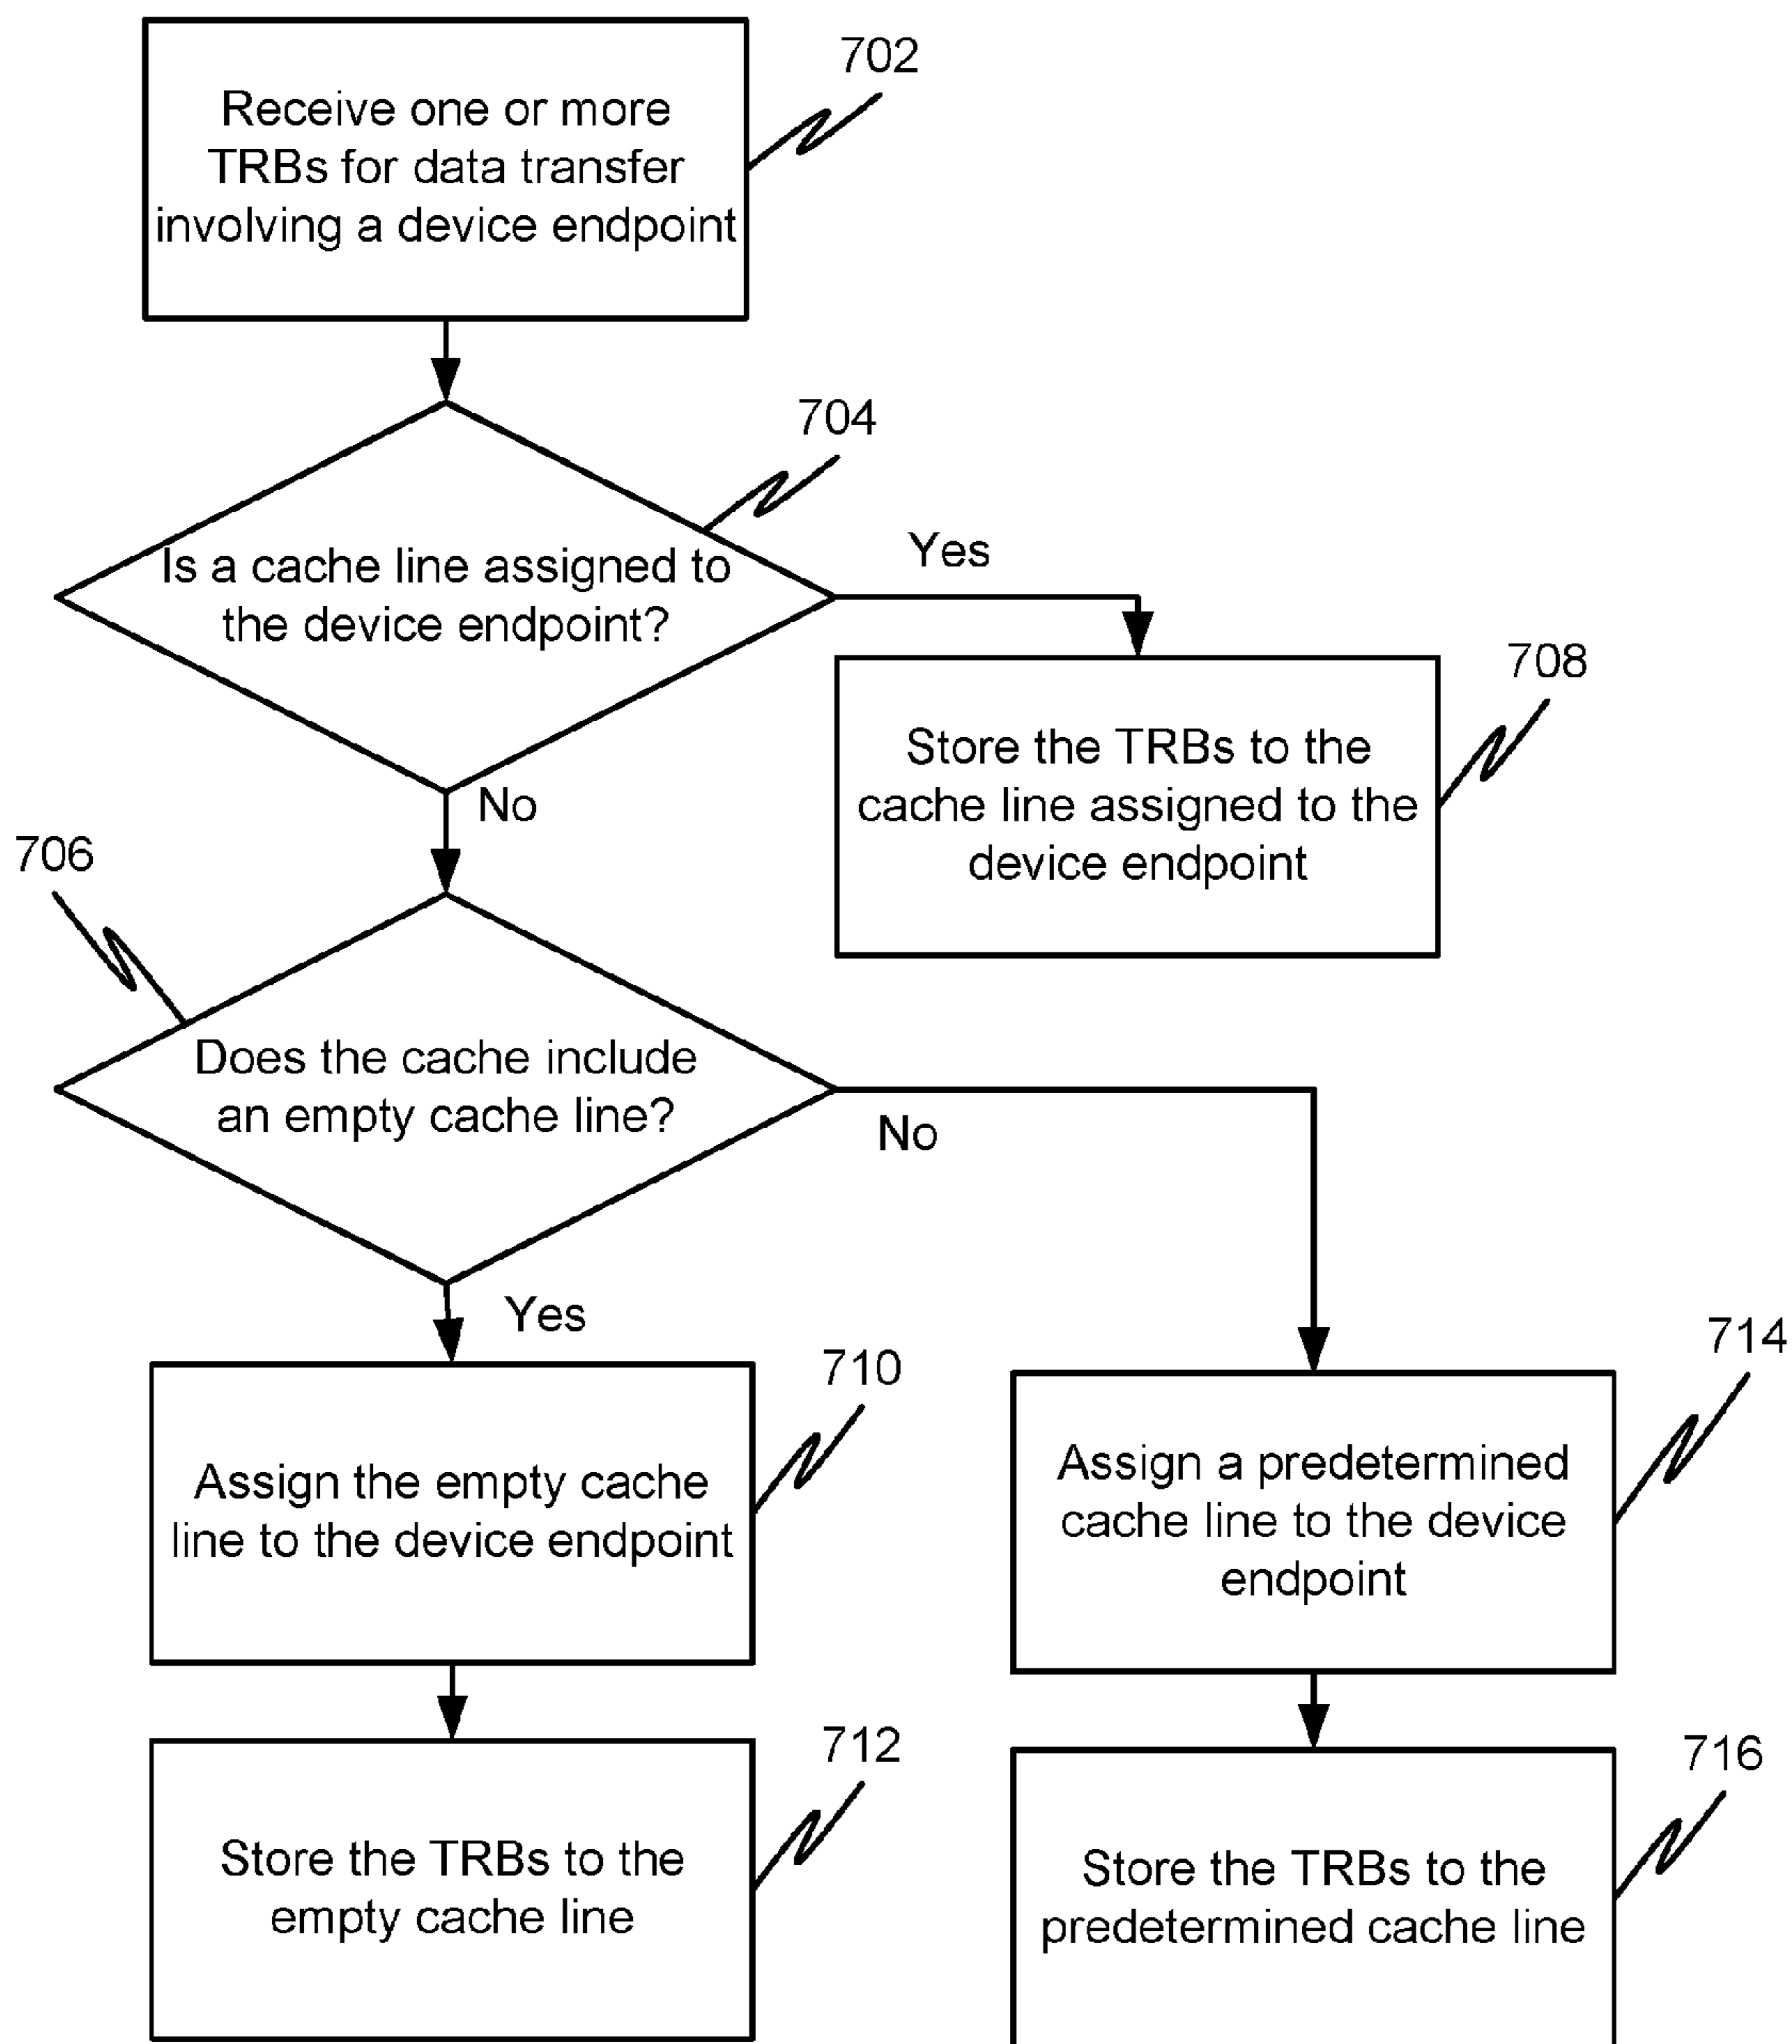 702
Receive one or more
TRBs for data transfer
involving a device endpoint
704
Is a cache line assigned to
the device endpoint?
Yes
No
708
Store the TRBs to the
cache line assigned to the
device endpoint
706
Does the cache include
an empty cache line?
No
Yes
710
Assign the empty cache
line to the device endpoint
714
Assign a predetermined
cache line to the device
endpoint
712
Store the TRBs to the
empty cache line
716
Store the TRBs to the
predetermined cache line